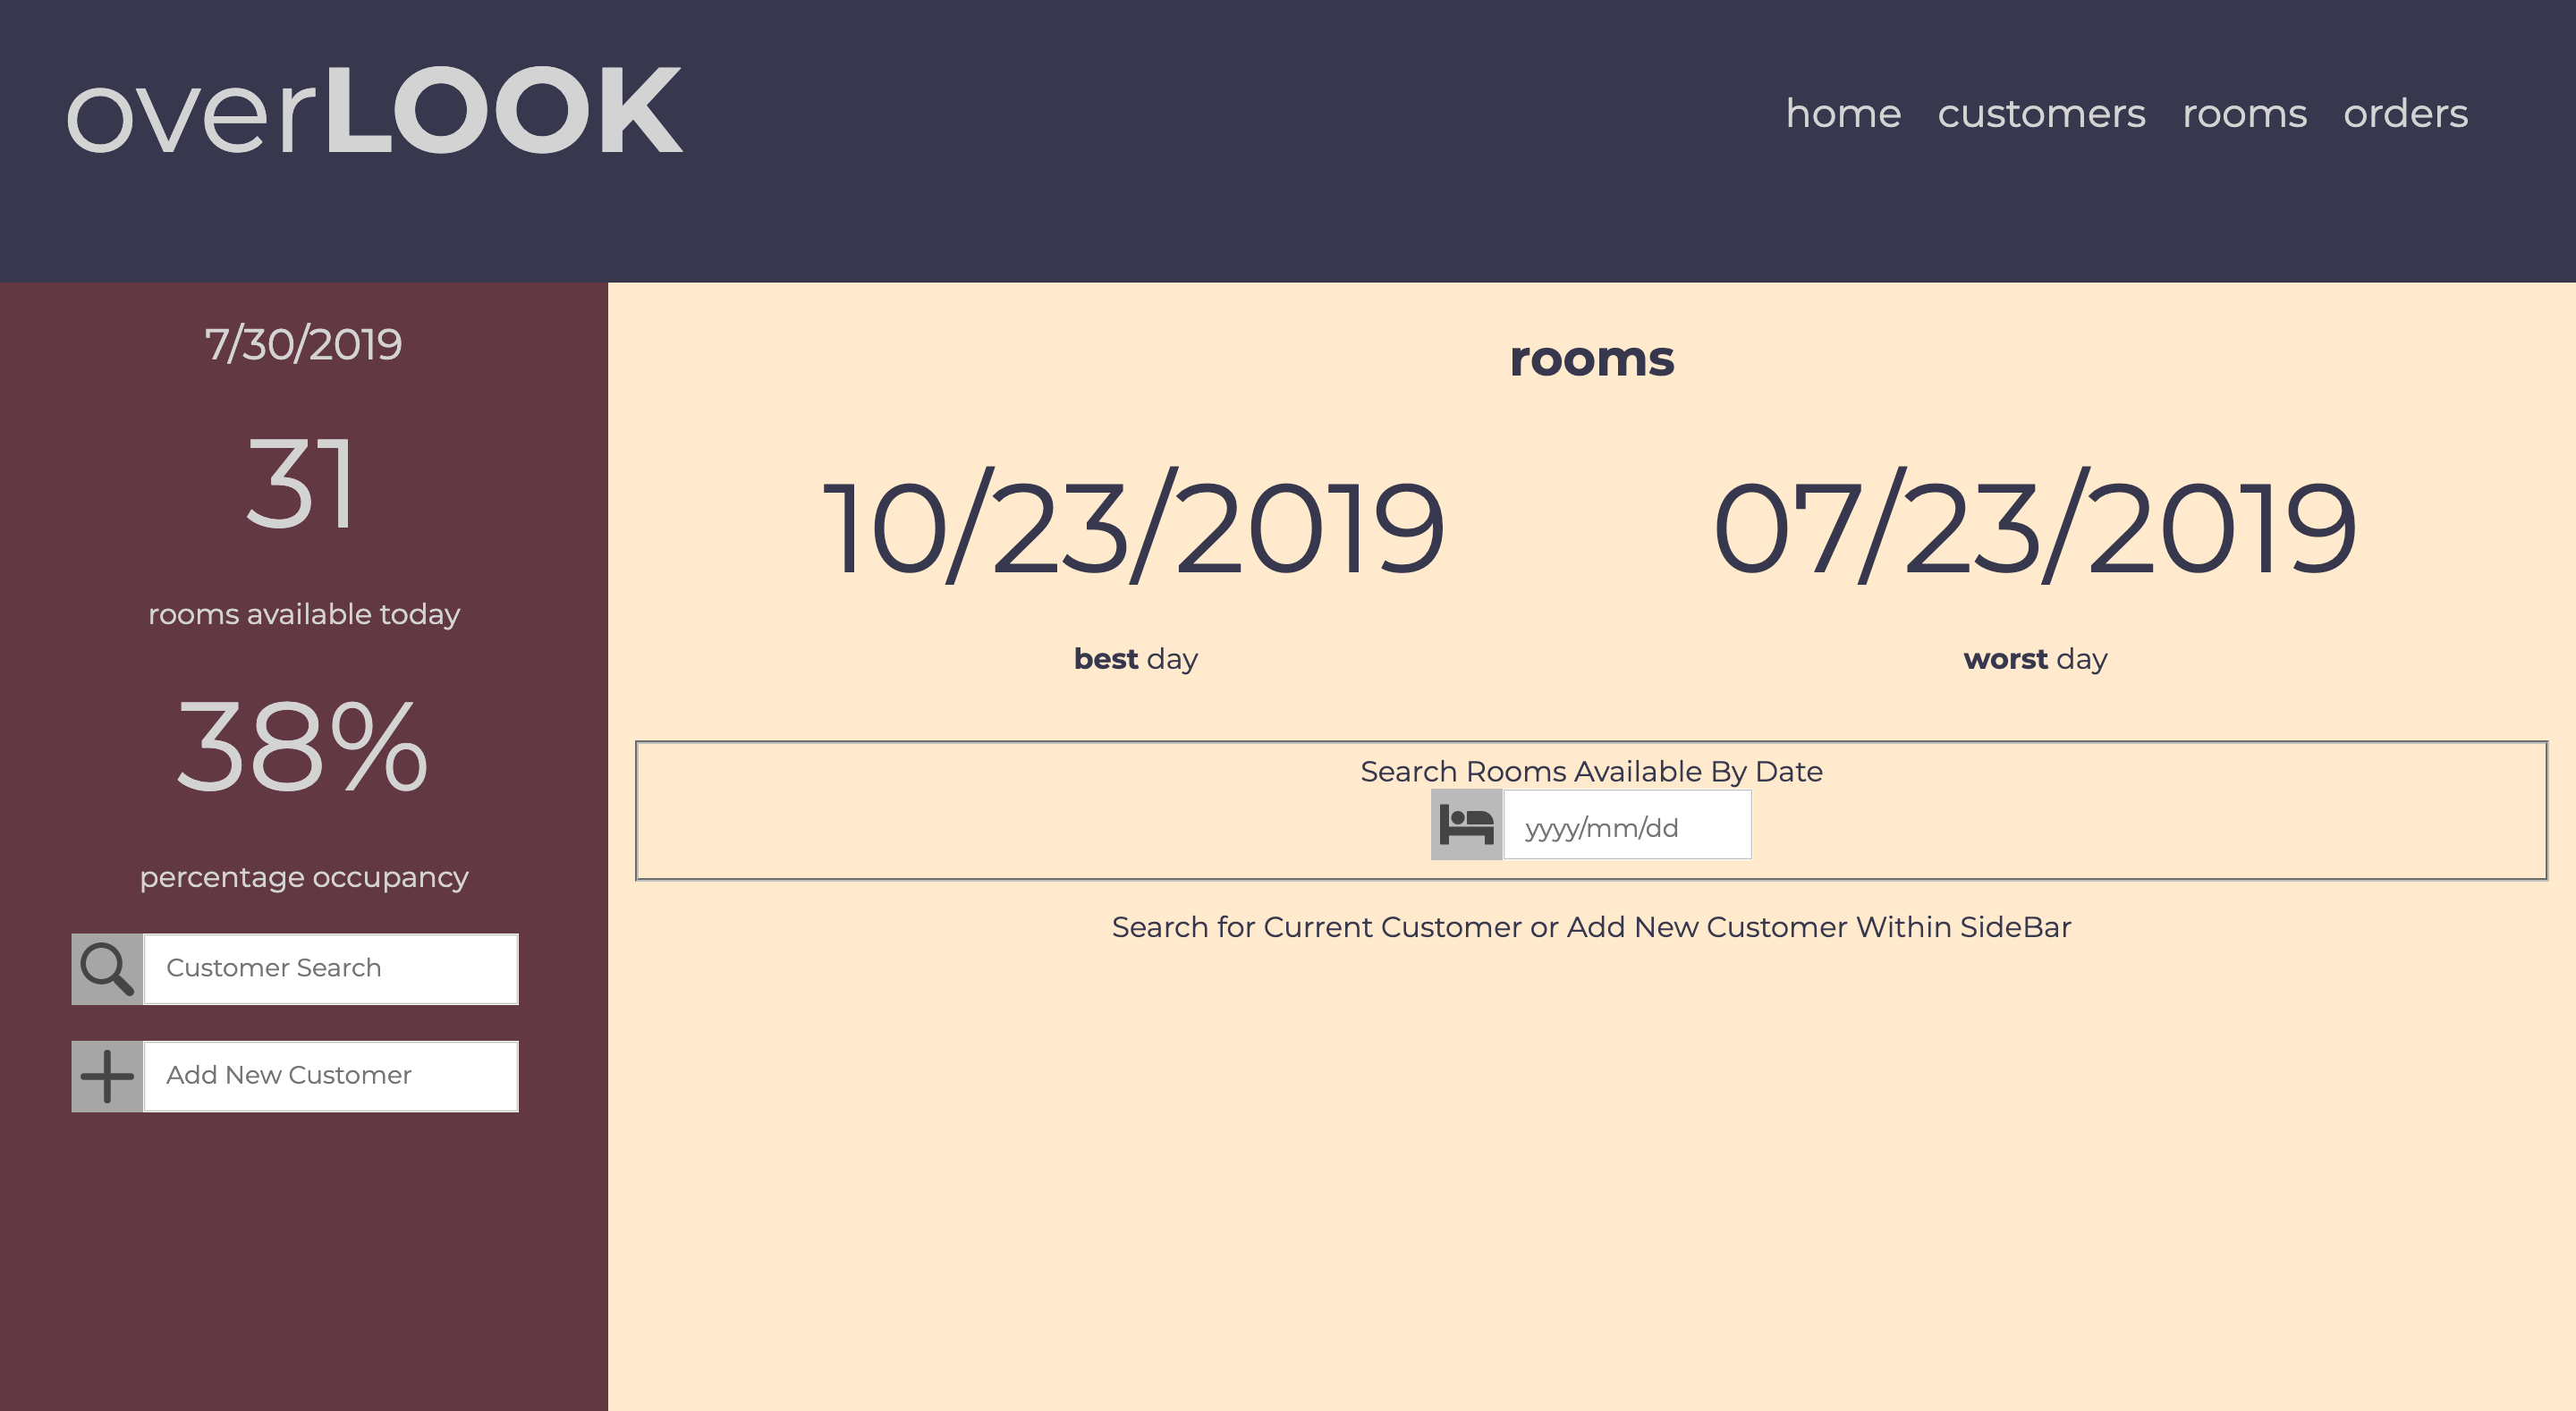 overLOOK
home customers rooms orders
7/30/2019
31
rooms available today
38%
percentage occupancy
Customer Search
Add New Customer
rooms
10/23/2019
best day
07/23/2019
worst day
Search Rooms Available By Date
yyyy/mm/dd
Search for Current Customer or Add New Customer Within SideBar